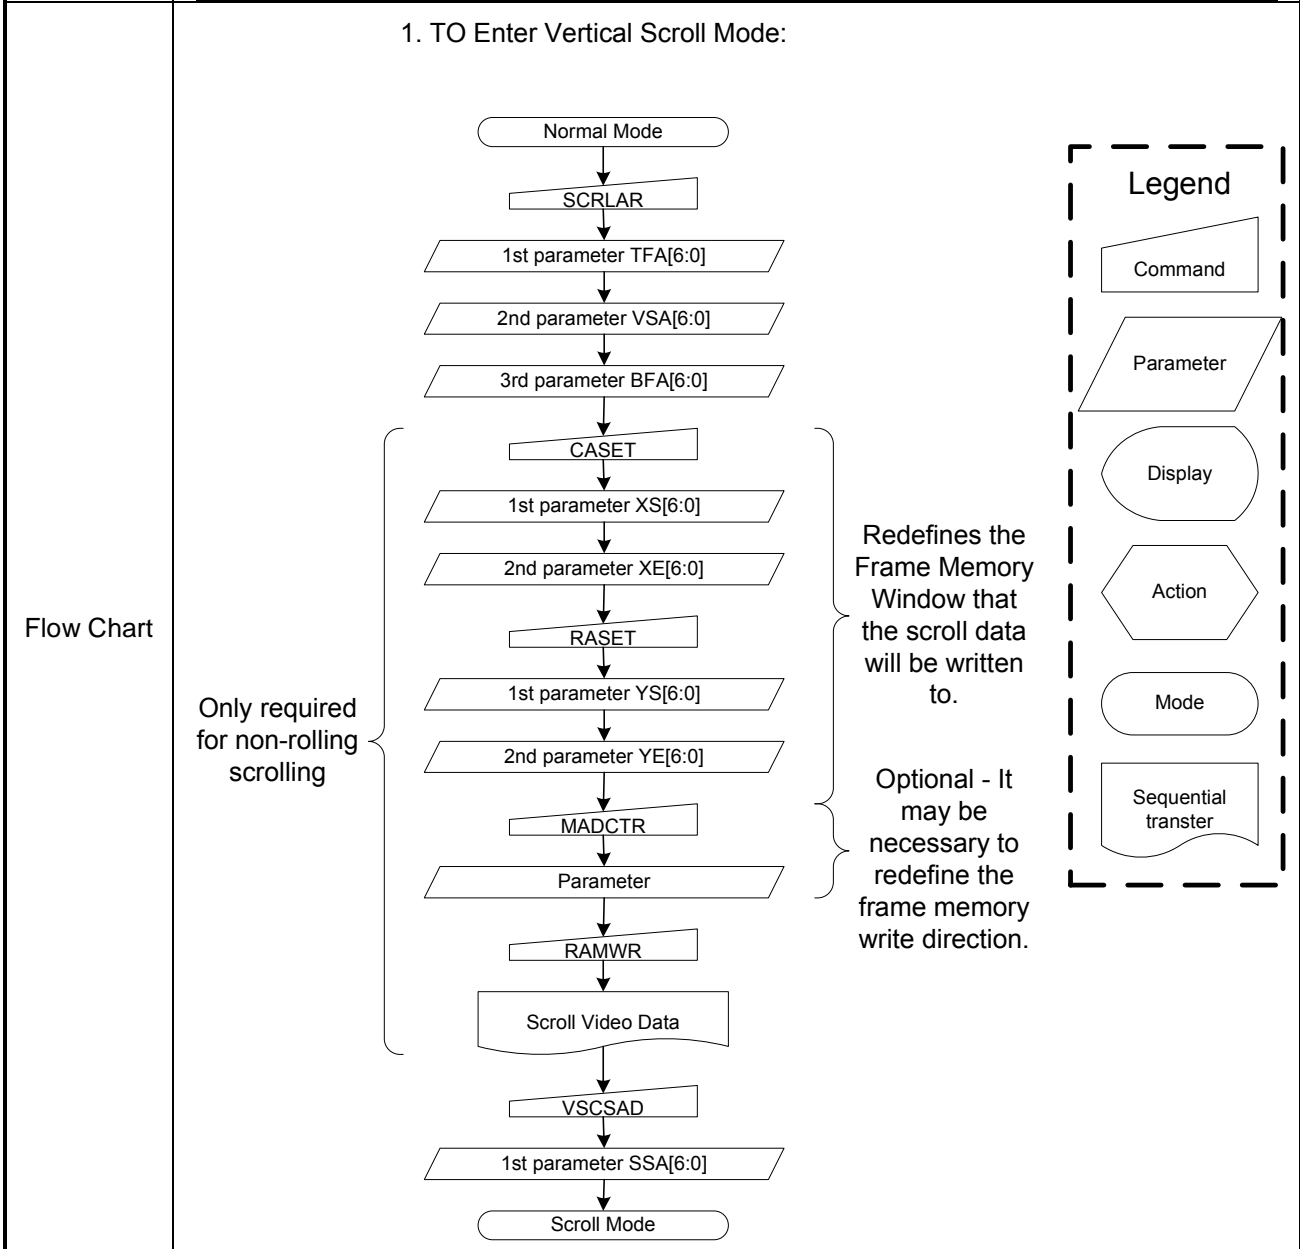 1. TO Enter Vertical Scroll Mode:
Flow Chart
Normal Mode
SCRLAR
1st parameter TFA[6:0]
2nd parameter VSA[6:0]
3rd parameter BFA[6:0]
CASET
1st parameter XS[6:0]
2nd parameter XE[6:0]
RASET
1st parameter YS[6:0]
2nd parameter YE[6:0]
MADCTR
Parameter
RAMWR
Scroll Video Data
VSCSAD
1st parameter SSA[6:0]
Scroll Mode
Only required
for non-rolling
scrolling
Redefines the
Frame Memory
Window that
the scroll data
will be written
to.
Optional - It
may be
necessary to
redefine the
frame memory
write direction.
Legend
Command
Parameter
Display
Action
Mode
Sequential
transter